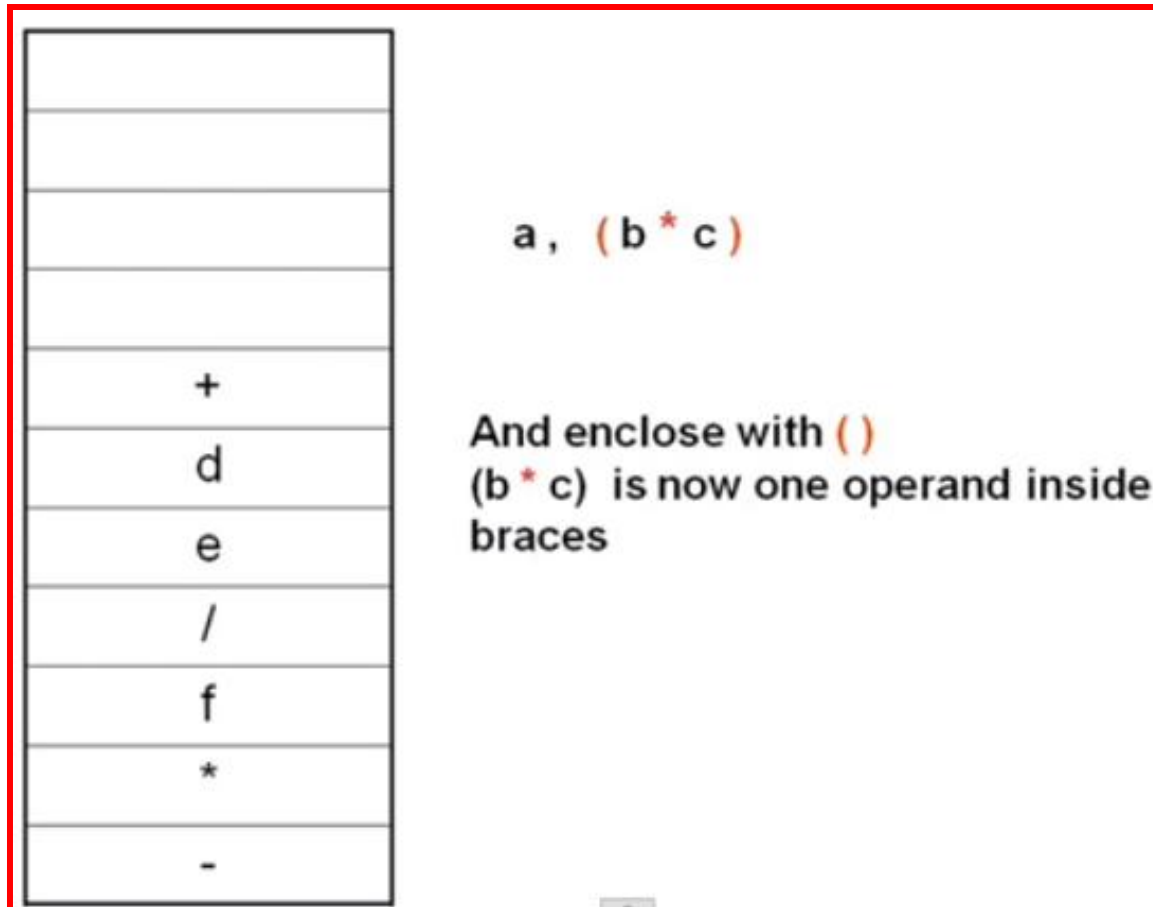 a, (b * c)
+
d
e
/
f
*
-
And enclose with ( )
(b * c) is now one operand inside
braces